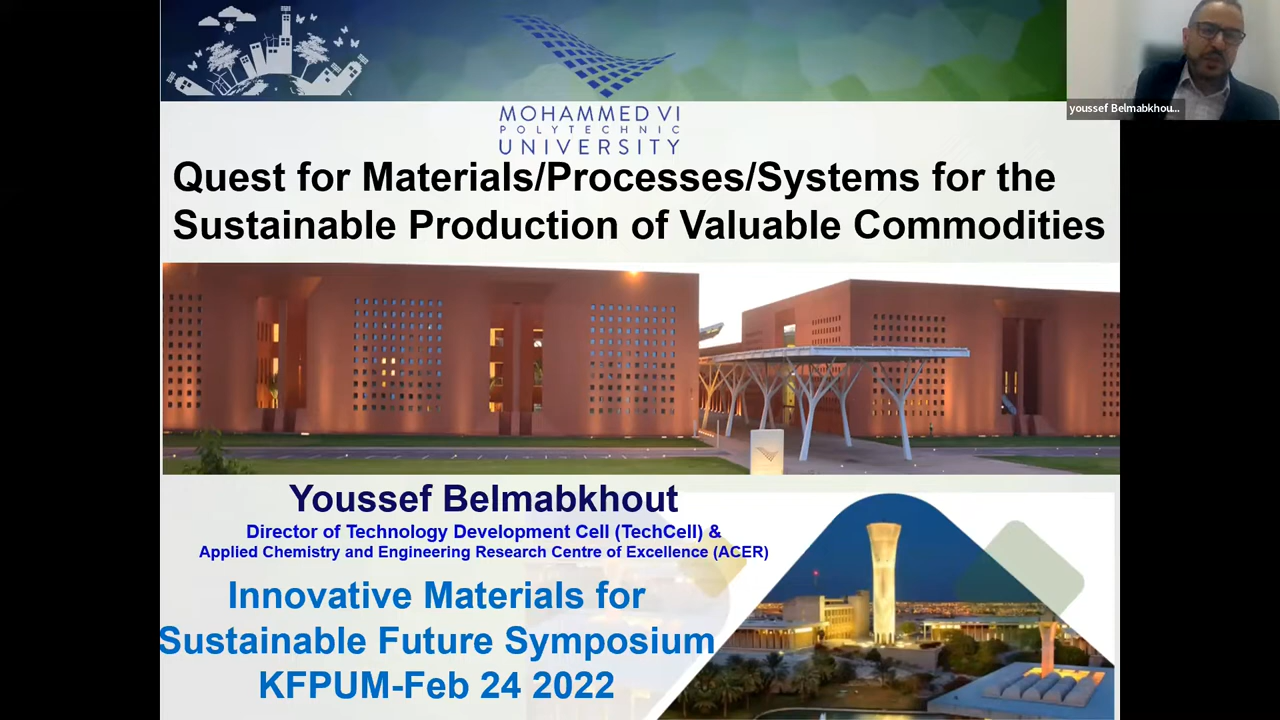 MOHAMMED VI
POLYTECHNIC
UNIVERSITY
youssef Belmabkhou...
Quest for Materials/Processes/Systems for the
Sustainable Production of Valuable Commodities
Youssef Belmabkhout
Director of Technology Development Cell (TechCell) &
Applied Chemistry and Engineering Research Centre of Excellence (ACER)
Innovative Materials for
Sustainable Future Symposium
KFPUM-Feb 24 2022